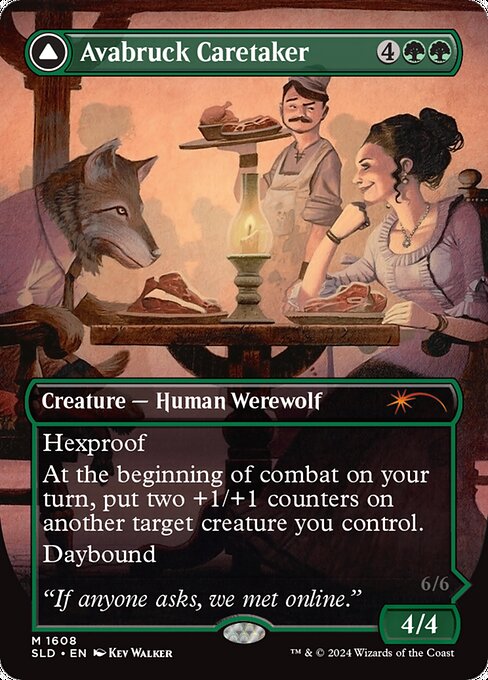 Avabruck Caretaker 4
Creature — Human Werewolf
Hexproof
At the beginning of combat on your
turn, put two +1/+1 counters on
another target creature you control.
Daybound
6/6
“If anyone asks, we met online.”
4/4
M 1608
SLD • EN Key Walker
™ & © 2024 Wizards of the Coast